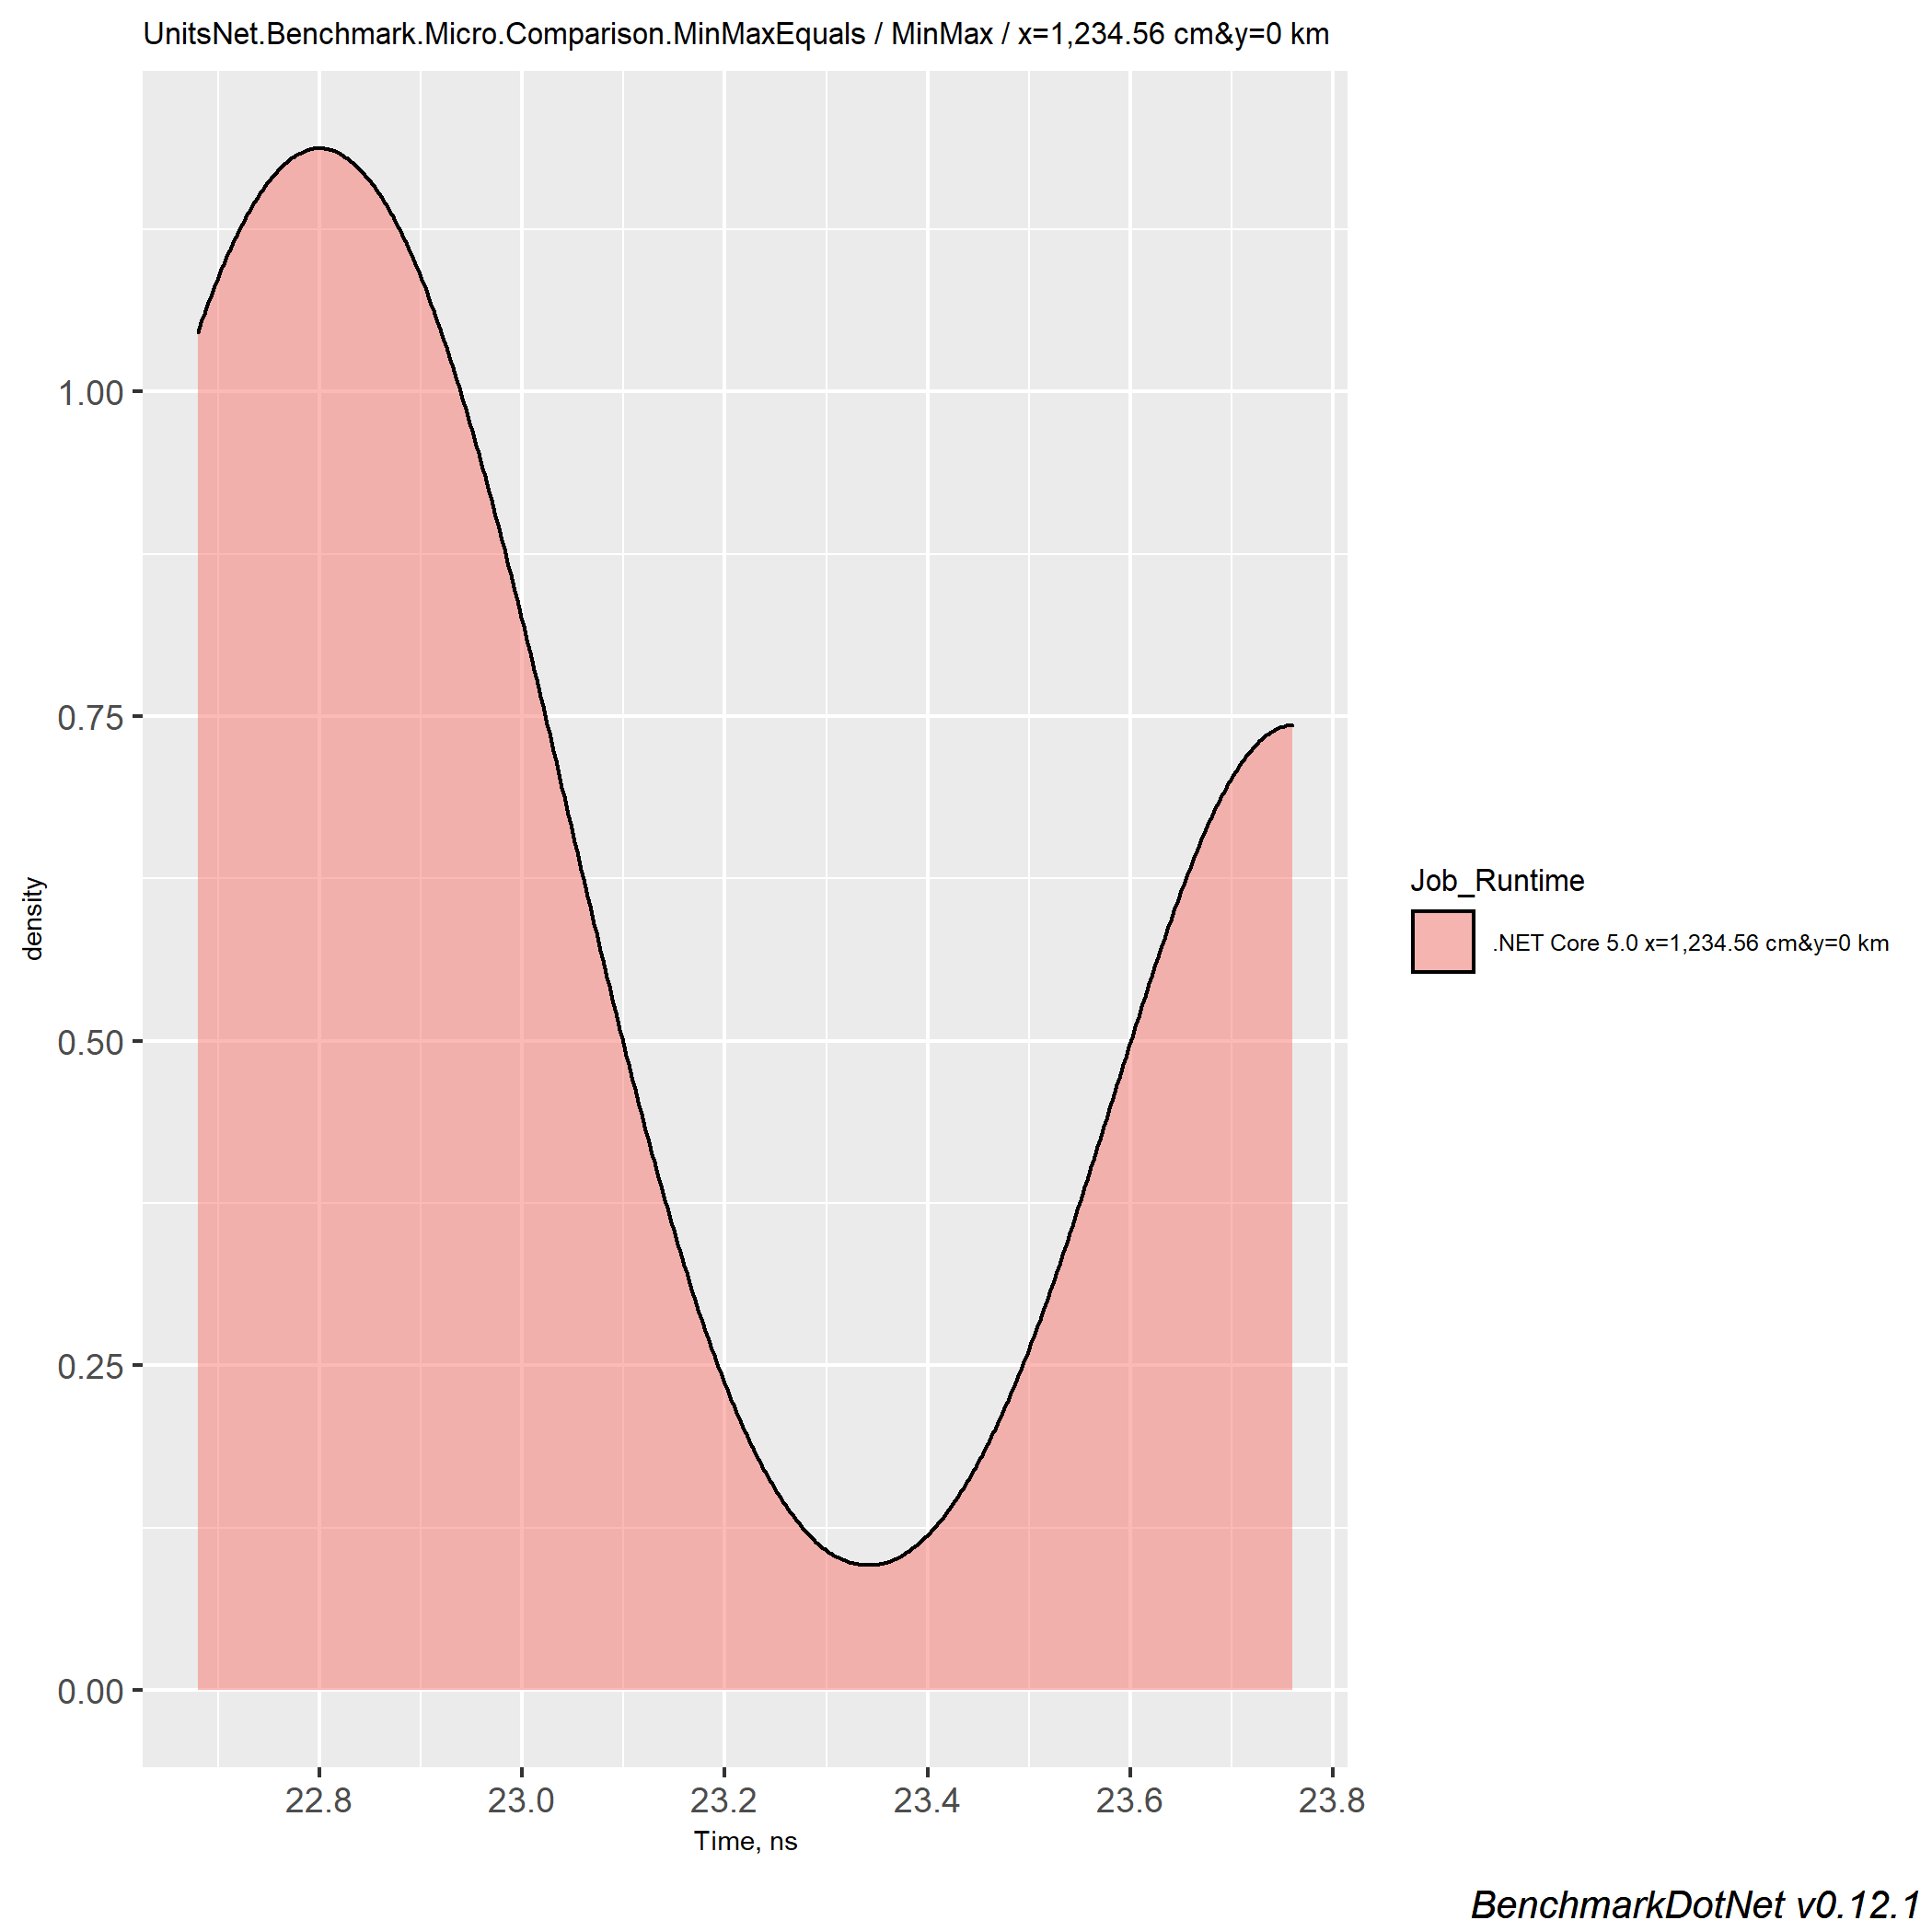 UnitsNet.Benchmark.Micro.Comparison.MinMaxEquals / MinMax / x=1,234.56 cm&y=0 km
1.00
0.75
0.50
0.25
0.00
density
22.8 23.0 23.2 23.4 23.6 23.8
Time, ns
Job_Runtime
.NET Core 5.0 x=1,234.56 cm&y=0 km
BenchmarkDotNet v0.12.1